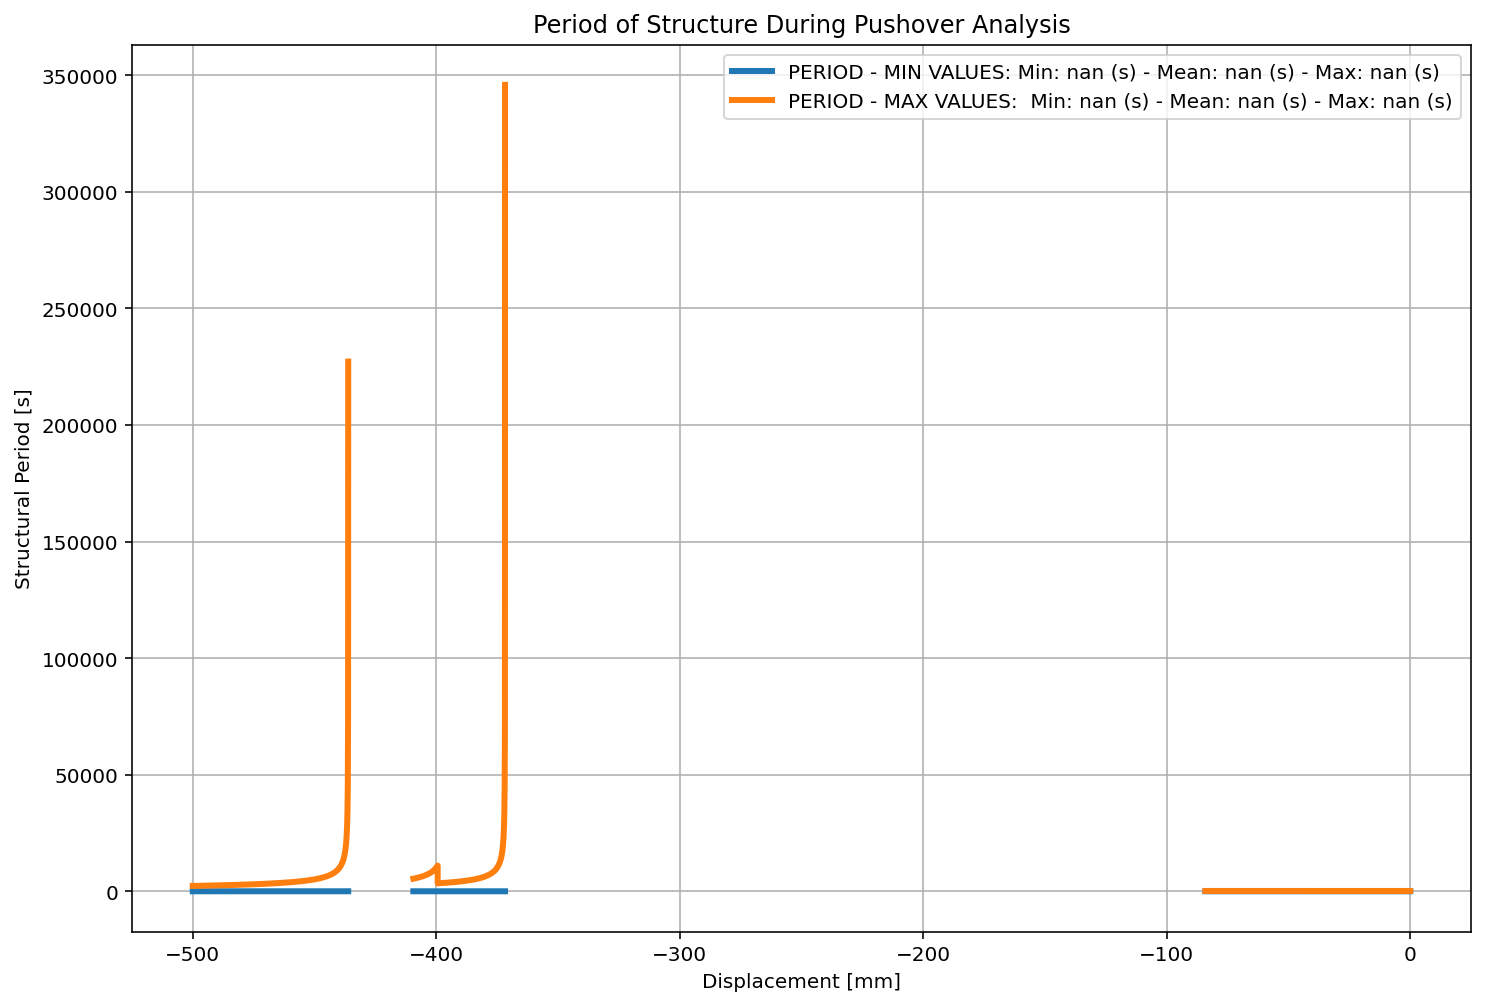 Period of Structure During Pushover Analysis
PERIOD - MIN VALUES: Min: nan (s) - Mean: nan (s) - Max: nan (s)
PERIOD - MAX VALUES:  Min: nan (s) - Mean: nan (s) - Max: nan (s)
350000
300000
250000
200000
150000
100000
50000
0
Structural Period [s]
−500
−400
−300
−200
−100
0
Displacement [mm]